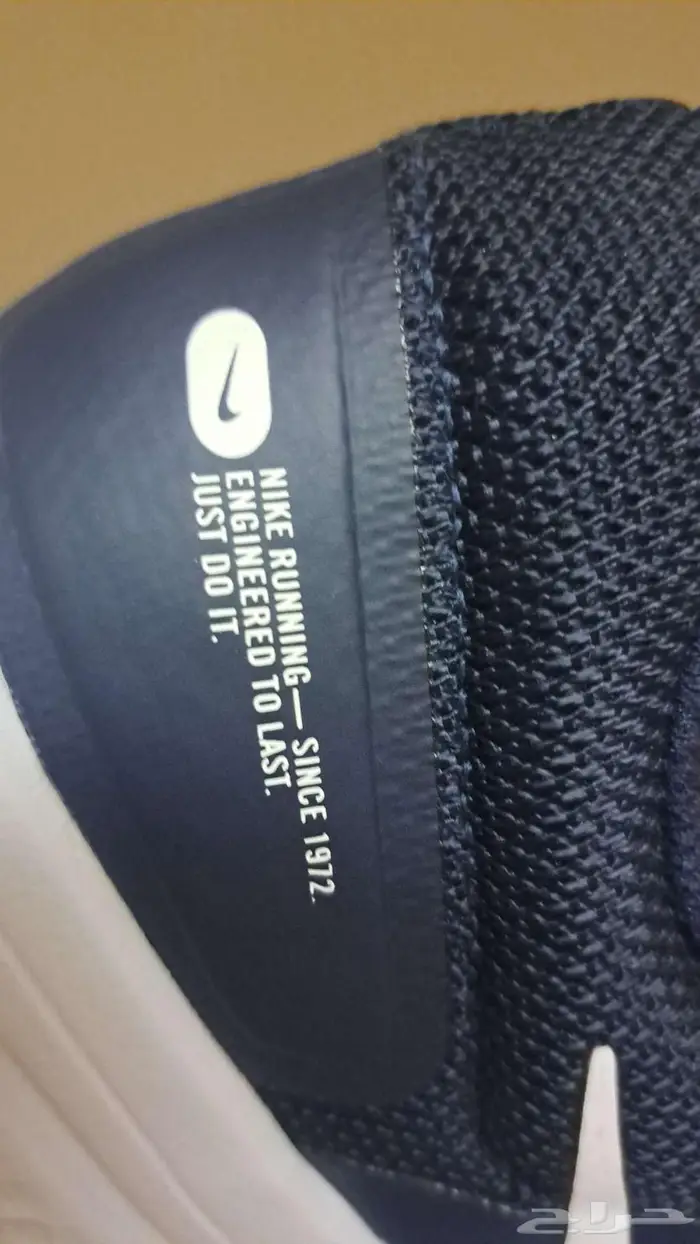 NIKE RUNNING— SINCE 1972.
ENGINEERED TO LAST.
JUST DO IT.
حراج